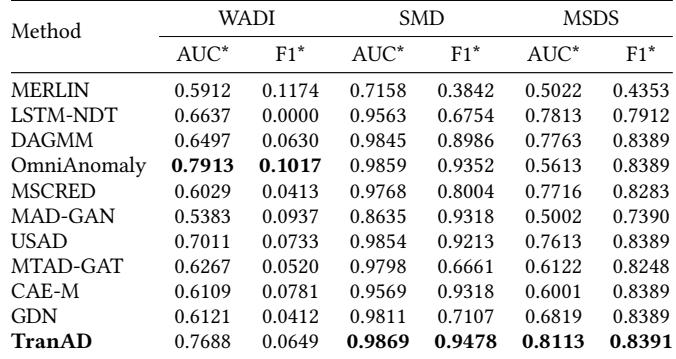 Method WADI SMD MSDS
AUC* F1* AUC* F1* AUC* F1*
MERLIN 0.5912 0.1174 0.7158 0.3842 0.5022 0.4353
LSTM-NDT 0.6637 0.0000 0.9563 0.6754 0.7813 0.7912
DAGMM 0.6497 0.0630 0.9845 0.8986 0.7763 0.8389
OmniAnomaly 0.7913 0.1017 0.9859 0.9352 0.5613 0.8389
MSCRED 0.6029 0.0413 0.9768 0.8004 0.7716 0.8283
MAD-GAN 0.5383 0.0937 0.8635 0.9318 0.5002 0.7390
USAD 0.7011 0.0733 0.9854 0.9213 0.7613 0.8389
MTAD-GAT 0.6267 0.0520 0.9798 0.6661 0.6122 0.8248
CAE-M 0.6109 0.0781 0.9569 0.9318 0.6001 0.8389
GDN 0.6121 0.0412 0.9811 0.7107 0.6819 0.8389
TranAD 0.7688 0.0649 0.9869 0.9478 0.8113 0.8391